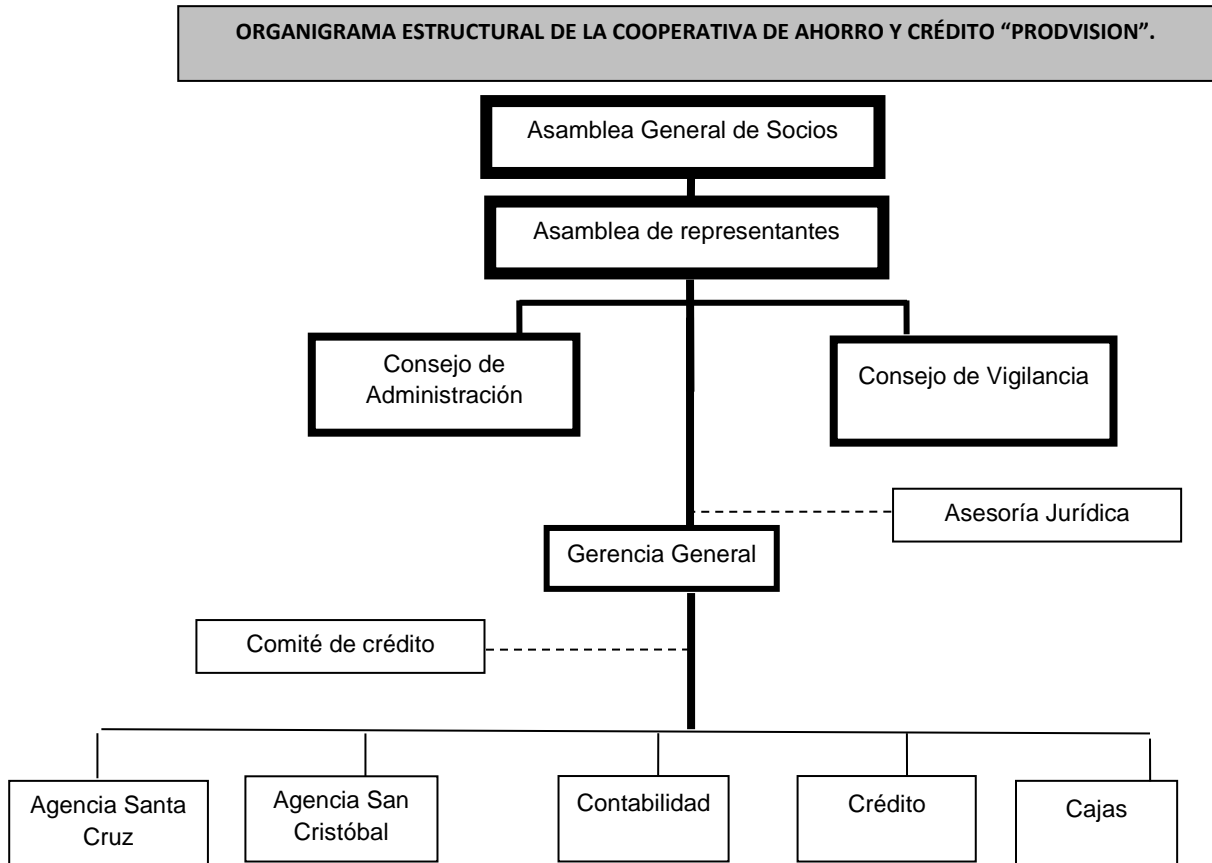 ORGANIGRAMA ESTRUCTURAL DE LA COOPERATIVA DE AHORRO Y CRÉDITO “PRODVISION”.
Asamblea General de Socios
Asamblea de representantes
Consejo de
Administración
Consejo de Vigilancia
Asesoría Jurídica
Gerencia General
Comité de crédito
Agencia Santa
Cruz
Agencia San
Cristóbal
Contabilidad
Crédito
Cajas